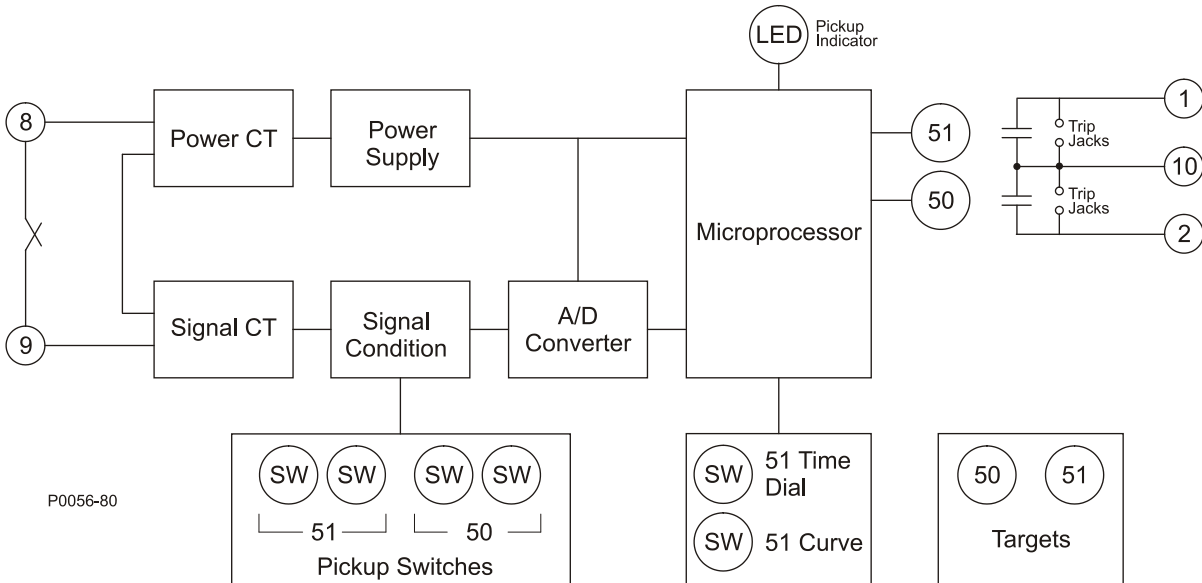 LED
Pickup
Indicator
8
Power CT
Power
Supply
Microprocessor
51
50
1
Trip
Jacks
10
Trip
Jacks
2
9
Signal CT
Signal
Condition
A/D
Converter
SW SW SW SW
51 50
Pickup Switches
SW 51 Time
Dial
SW 51 Curve
50 51
Targets
P0056-80